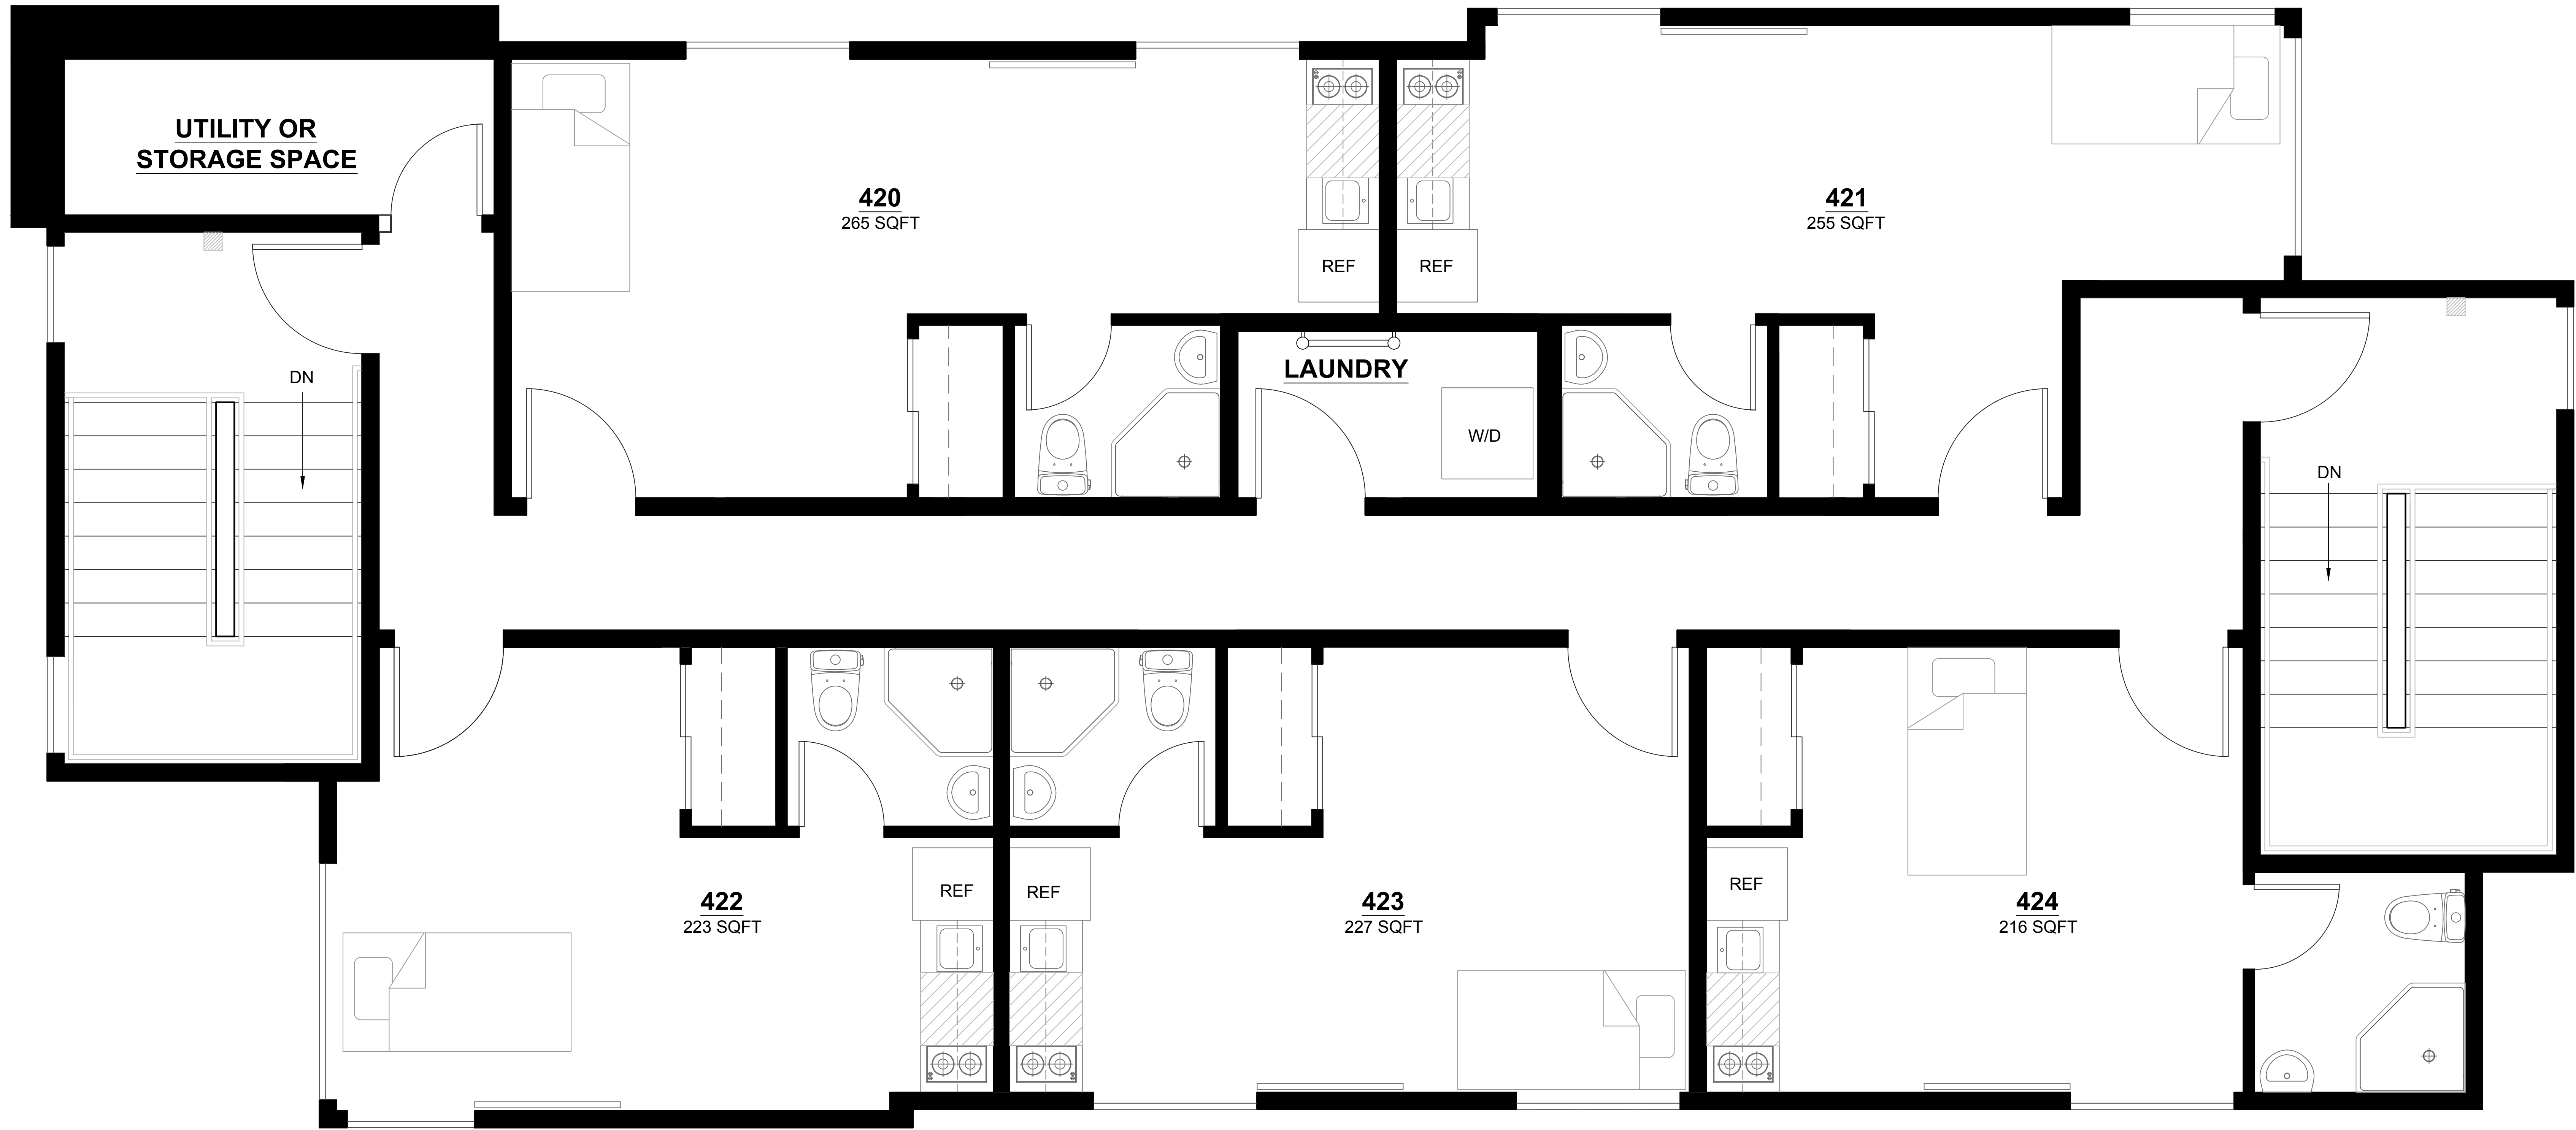 UTILITY OR
STORAGE SPACE
420
265 SQFT
REF
REF
421
255 SQFT
DN
LAUNDRY
W/D
DN
422
223 SQFT
REF
REF
423
227 SQFT
REF
424
216 SQFT